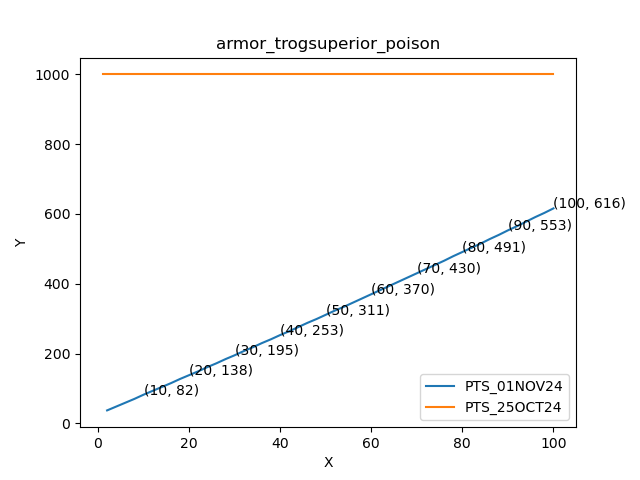 armor_trogsuperior_poison
1000
800
600
400
200
0
Y
(100, 616)
(90, 553)
(80, 491)
(70, 430)
(60, 370)
(50, 311)
(40, 253)
(30, 195)
(20, 138)
(10, 82)
PTS_01NOV24
PTS_25OCT24
0 20 40 60 80 100
X